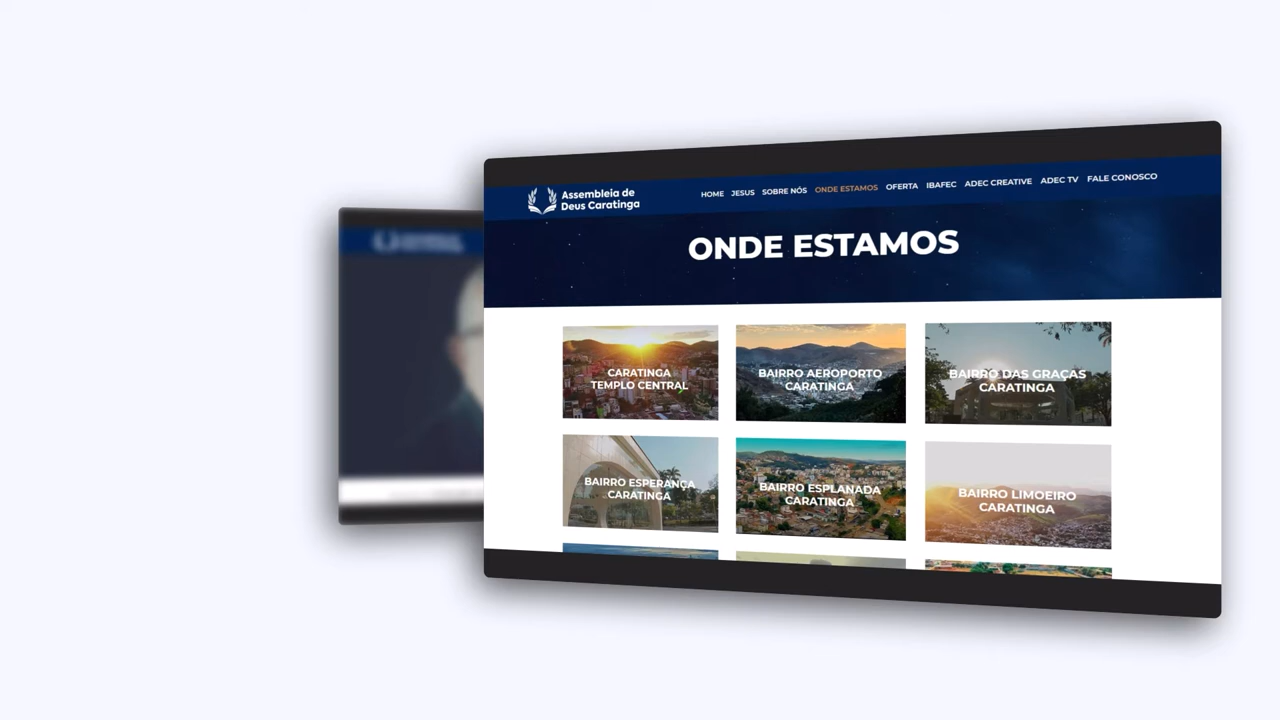 Assembleia de
Deus Caratinga
HOME JESUS SOBRE NÓS ONDE ESTAMOS OFERTA IBAFEC ADEC CREATIVE ADEC TV FALE CONOSCO
ONDE ESTAMOS
CARATINGA
TEMPLO CENTRAL
BAIRRO AEROPORTO
CARATINGA
BAIRRO DAS GRAÇAS
CARATINGA
BAIRRO ESPERANÇA
CARATINGA
BAIRRO ESPLANADA
CARATINGA
BAIRRO LIMOEIRO
CARATINGA